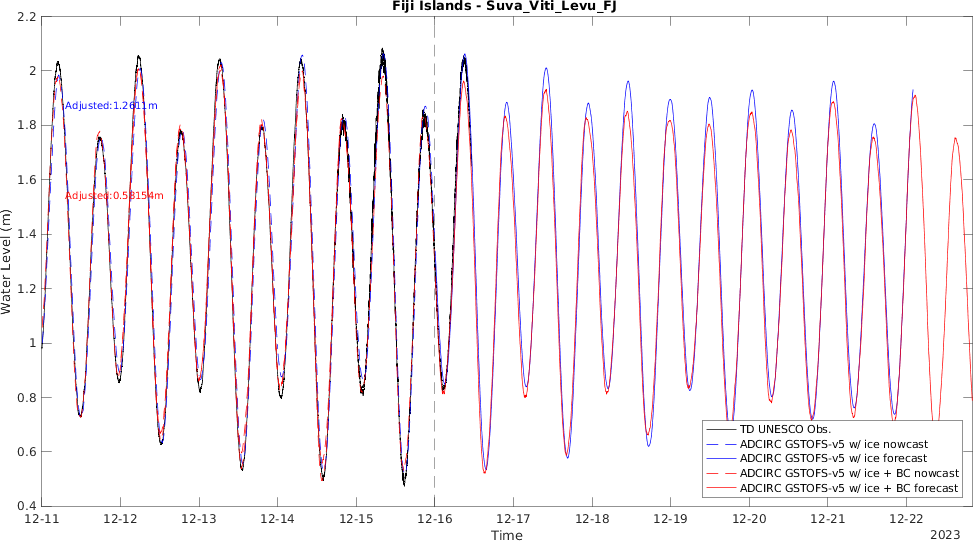 Fiji Islands - Suva_Viti_Levu_FJ
2.2
2
1.8
1.6
1.4
1.2
1
0.8
0.6
0.4
Water Level (m)
Adjusted:1.2611m
Adjusted:0.58154m
TD UNESCO Obs.
ADCIRC GSTOFS-v5 w/ ice nowcast
ADCIRC GSTOFS-v5 w/ ice forecast
ADCIRC GSTOFS-v5 w/ ice + BC nowcast
ADCIRC GSTOFS-v5 w/ ice + BC forecast
12-11 12-12 12-13 12-14 12-15 12-16 12-17 12-18 12-19 12-20 12-21 12-22
Time
2023